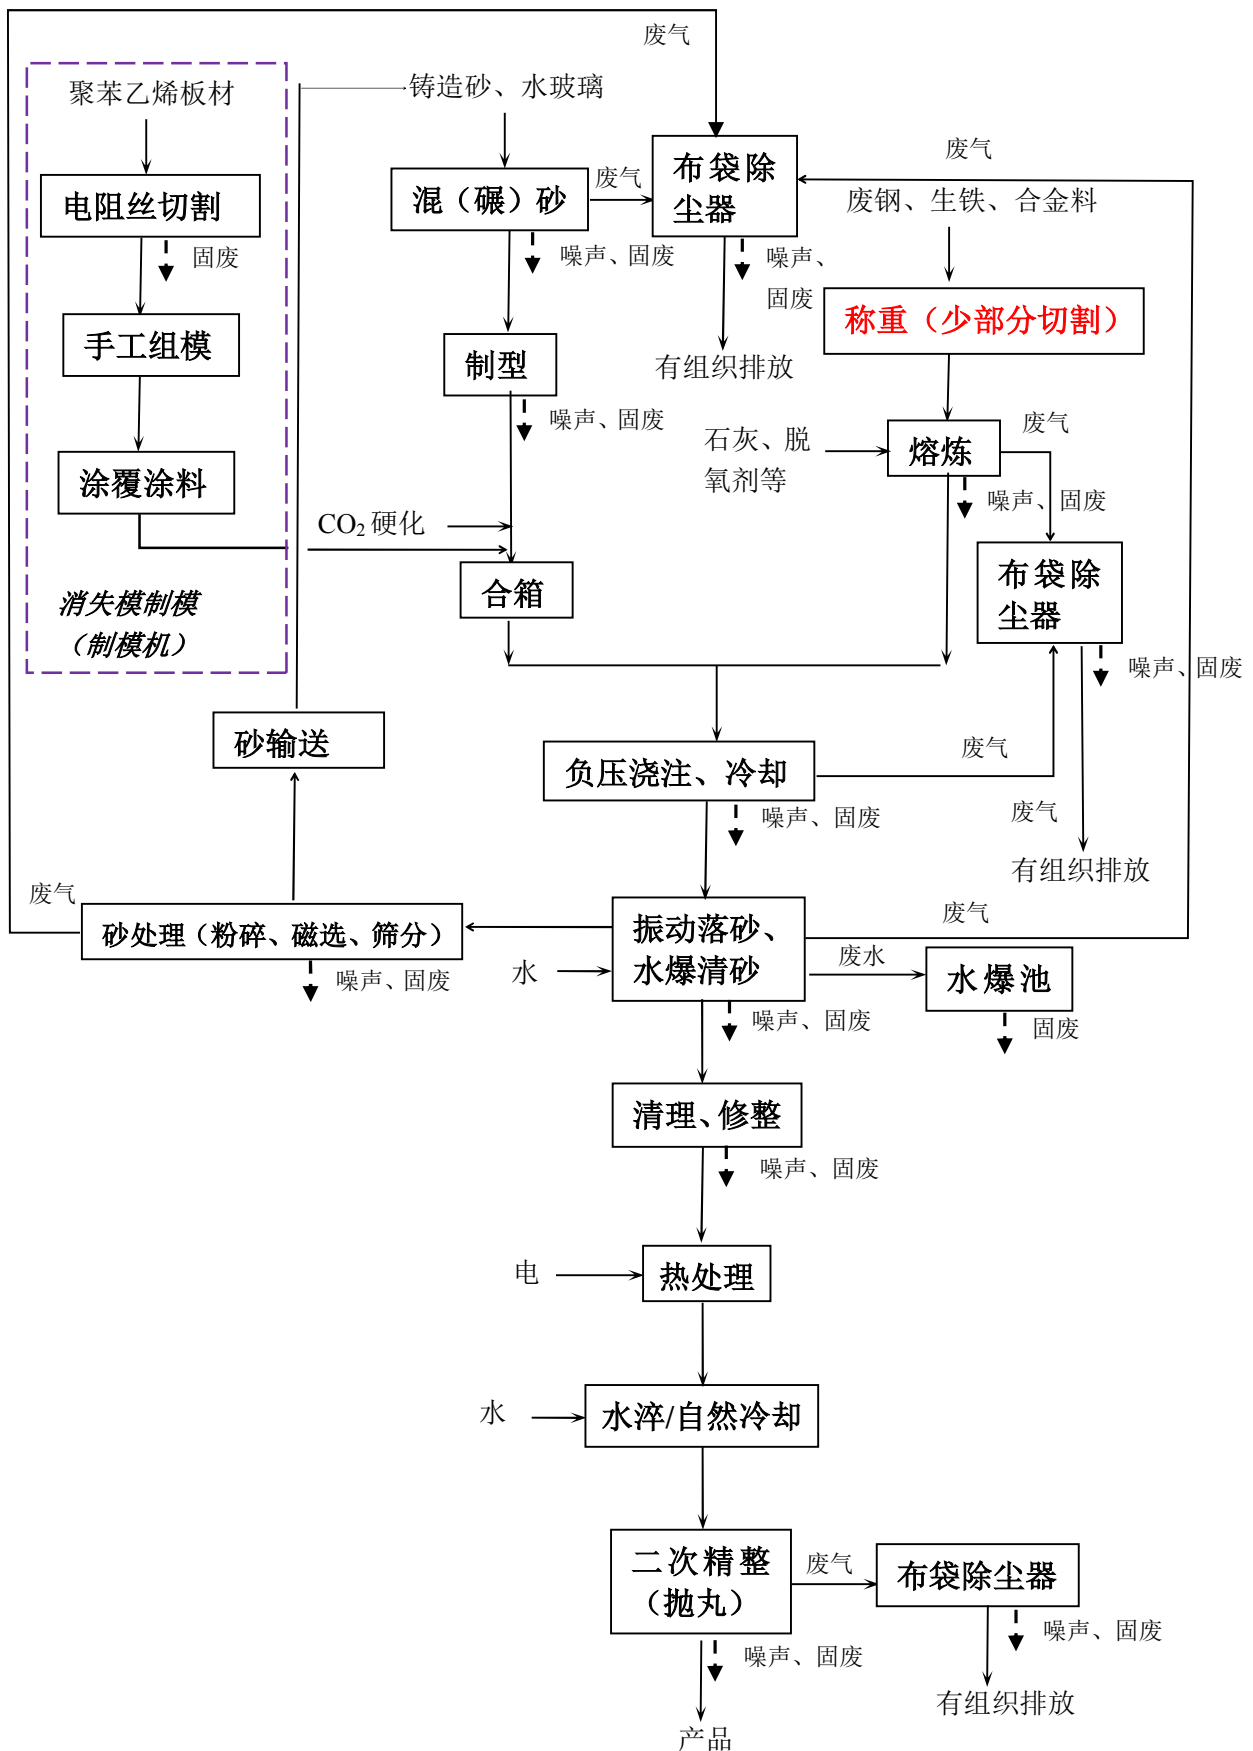 废气
聚苯乙烯板材
铸造砂、水玻璃
布袋除
尘器
废气
电阻丝切割
混（碾）砂
废气
废钢、生铁、合金料
固废
噪声、固废
噪声、
固废
称重（少部分切割）
手工组模
制型
有组织排放
噪声、固废
石灰、脱
氧剂等
熔炼
废气
涂覆涂料
噪声、固废
CO₂硬化
布袋除
尘器
合箱
消失模制模
（制模机）
噪声、固废
砂输送
负压浇注、冷却
废气
噪声、固废
废气
有组织排放
废气
砂处理（粉碎、磁选、筛分）
振动落砂、
水爆清砂
废气
废水
水
水爆池
噪声、固废
噪声、固废
固废
清理、修整
噪声、固废
电
热处理
水
水淬/自然冷却
二次精整
（抛丸）
废气
布袋除尘器
噪声、固废
噪声、固废
有组织排放
产品